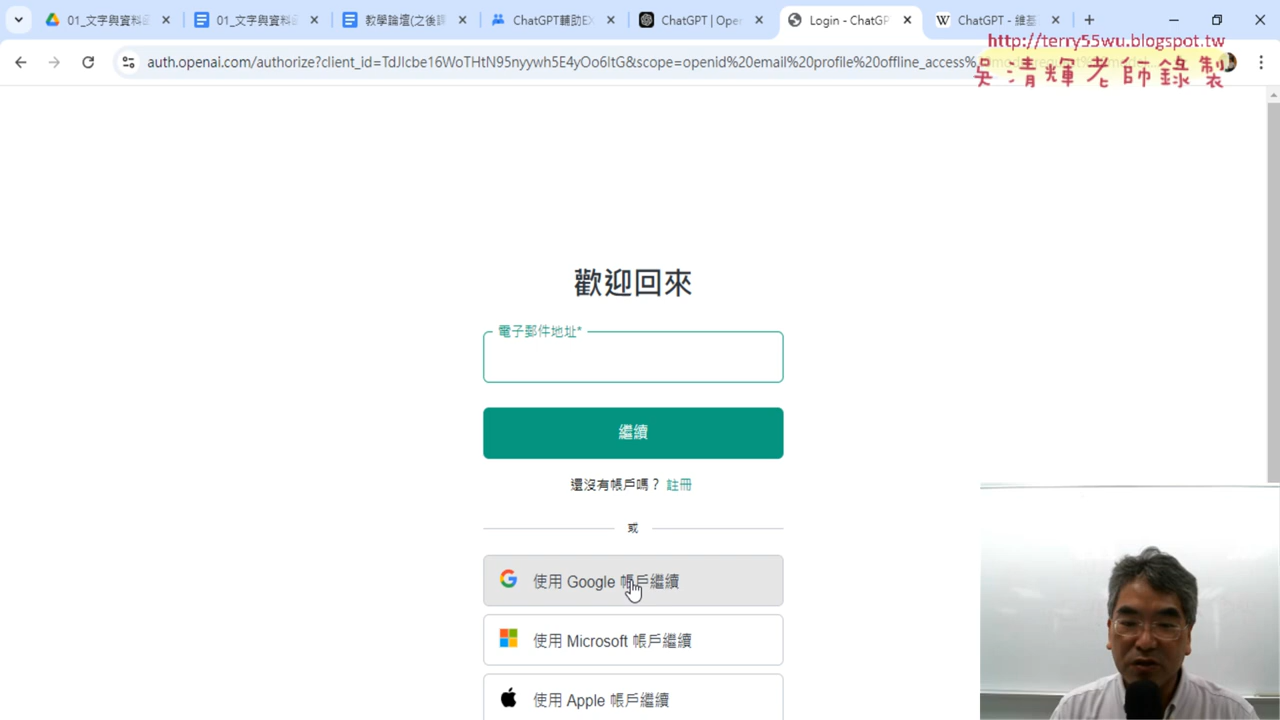 01_文字與資料
01_文字與資料
教學論壇(之後課
ChatGPT輔助EX
ChatGPT | Oper
Login - ChatGP
ChatGPT - 維基
http://terry55wu.blogspot.tw
auth.openai.com/authorize?client_id=TdJIcbe16WoTHtN95nyywh5E4yOo6ItG&scope=openid%20email%20profile%20offline_access%
吳清輝老師錄製
歡迎回來
電子郵件地址*
繼續
還沒有帳戶嗎？ 註冊
或
使用 Google 帳戶繼續
使用 Microsoft 帳戶繼續
使用 Apple 帳戶繼續